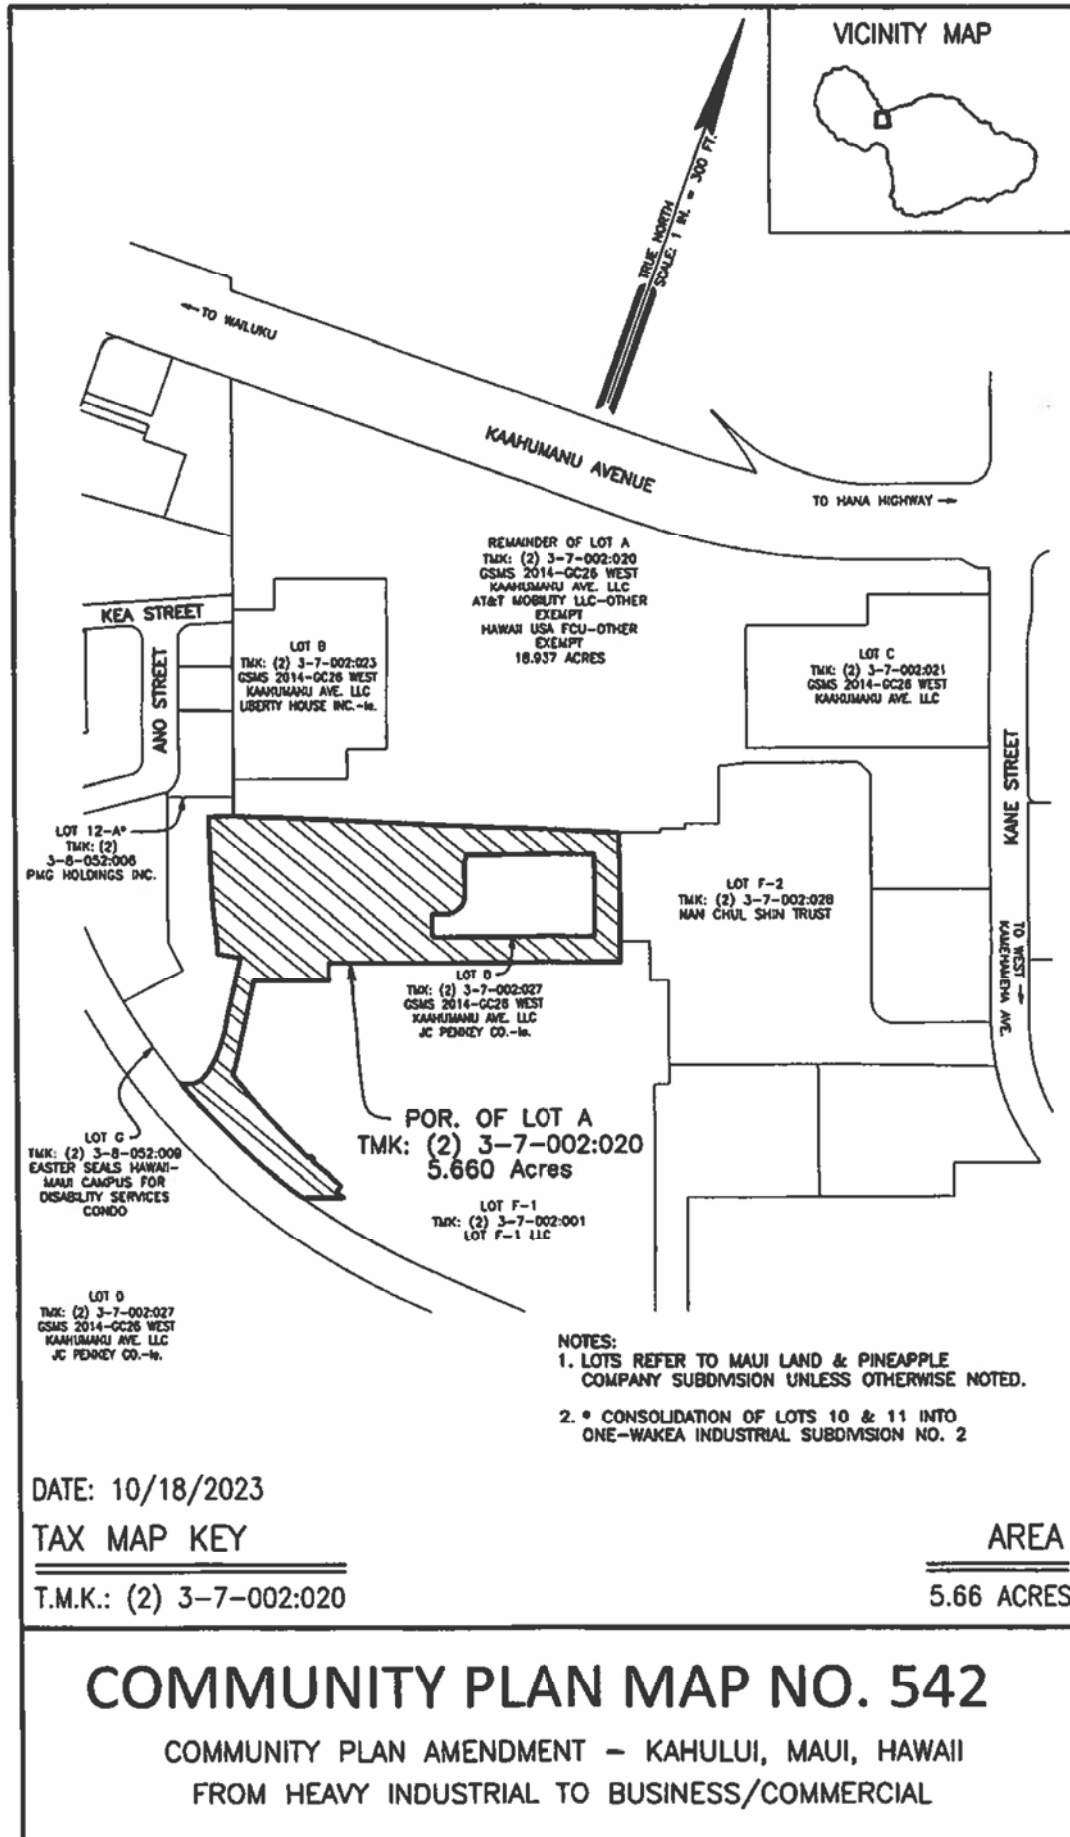 VICINITY MAP
TRUE NORTH
SCALE: 1 IN. = 300 FT.
←TO WAILUKU
KAAHUMANU AVENUE
TO HANA HIGHWAY →
REMAINDER OF LOT A
TMK: (2) 3-7-002:020
GSMS 2014-GC26 WEST
KAAHUMANU AVE. LLC
AT&T MOBILITY LLC-OTHER
EXEMPT
HAWAII USA FCU-OTHER
EXEMPT
18.937 ACRES
KEA STREET
ANO STREET
LOT B
TMK: (2) 3-7-002:023
GSMS 2014-GC26 WEST
KAAHUMANU AVE. LLC
LIBERTY HOUSE INC.-le.
LOT C
TMK: (2) 3-7-002:021
GSMS 2014-GC26 WEST
KAAHUMANU AVE. LLC
KANE STREET
TO WEST →
KAMEHAMEHA AVE.
LOT 12-A*
TMK: (2)
3-8-052:006
PMG HOLDINGS INC.
LOT F-2
TMK: (2) 3-7-002:028
NAN CHUL SHIN TRUST
LOT D
TMK: (2) 3-7-002:027
GSMS 2014-GC26 WEST
KAAHUMANU AVE. LLC
JC PENNEY CO.-le.
POR. OF LOT A
TMK: (2) 3-7-002:020
5.660 Acres
LOT G
TMK: (2) 3-8-052:009
EASTER SEALS HAWAII-
MAUI CAMPUS FOR
DISABILITY SERVICES
CONDO
LOT F-1
TMK: (2) 3-7-002:001
LOT F-1 LLC
LOT D
TMK: (2) 3-7-002:027
GSMS 2014-GC26 WEST
KAAHUMANU AVE. LLC
JC PENNEY CO.-le.
NOTES:
1. LOTS REFER TO MAUI LAND & PINEAPPLE
COMPANY SUBDIVISION UNLESS OTHERWISE NOTED.
2. * CONSOLIDATION OF LOTS 10 & 11 INTO
ONE-WAKEA INDUSTRIAL SUBDIVISION NO. 2
DATE: 10/18/2023
TAX MAP KEY
T.M.K.: (2) 3-7-002:020
AREA
5.66 ACRES
COMMUNITY PLAN MAP NO. 542
COMMUNITY PLAN AMENDMENT - KAHULUI, MAUI, HAWAII
FROM HEAVY INDUSTRIAL TO BUSINESS/COMMERCIAL